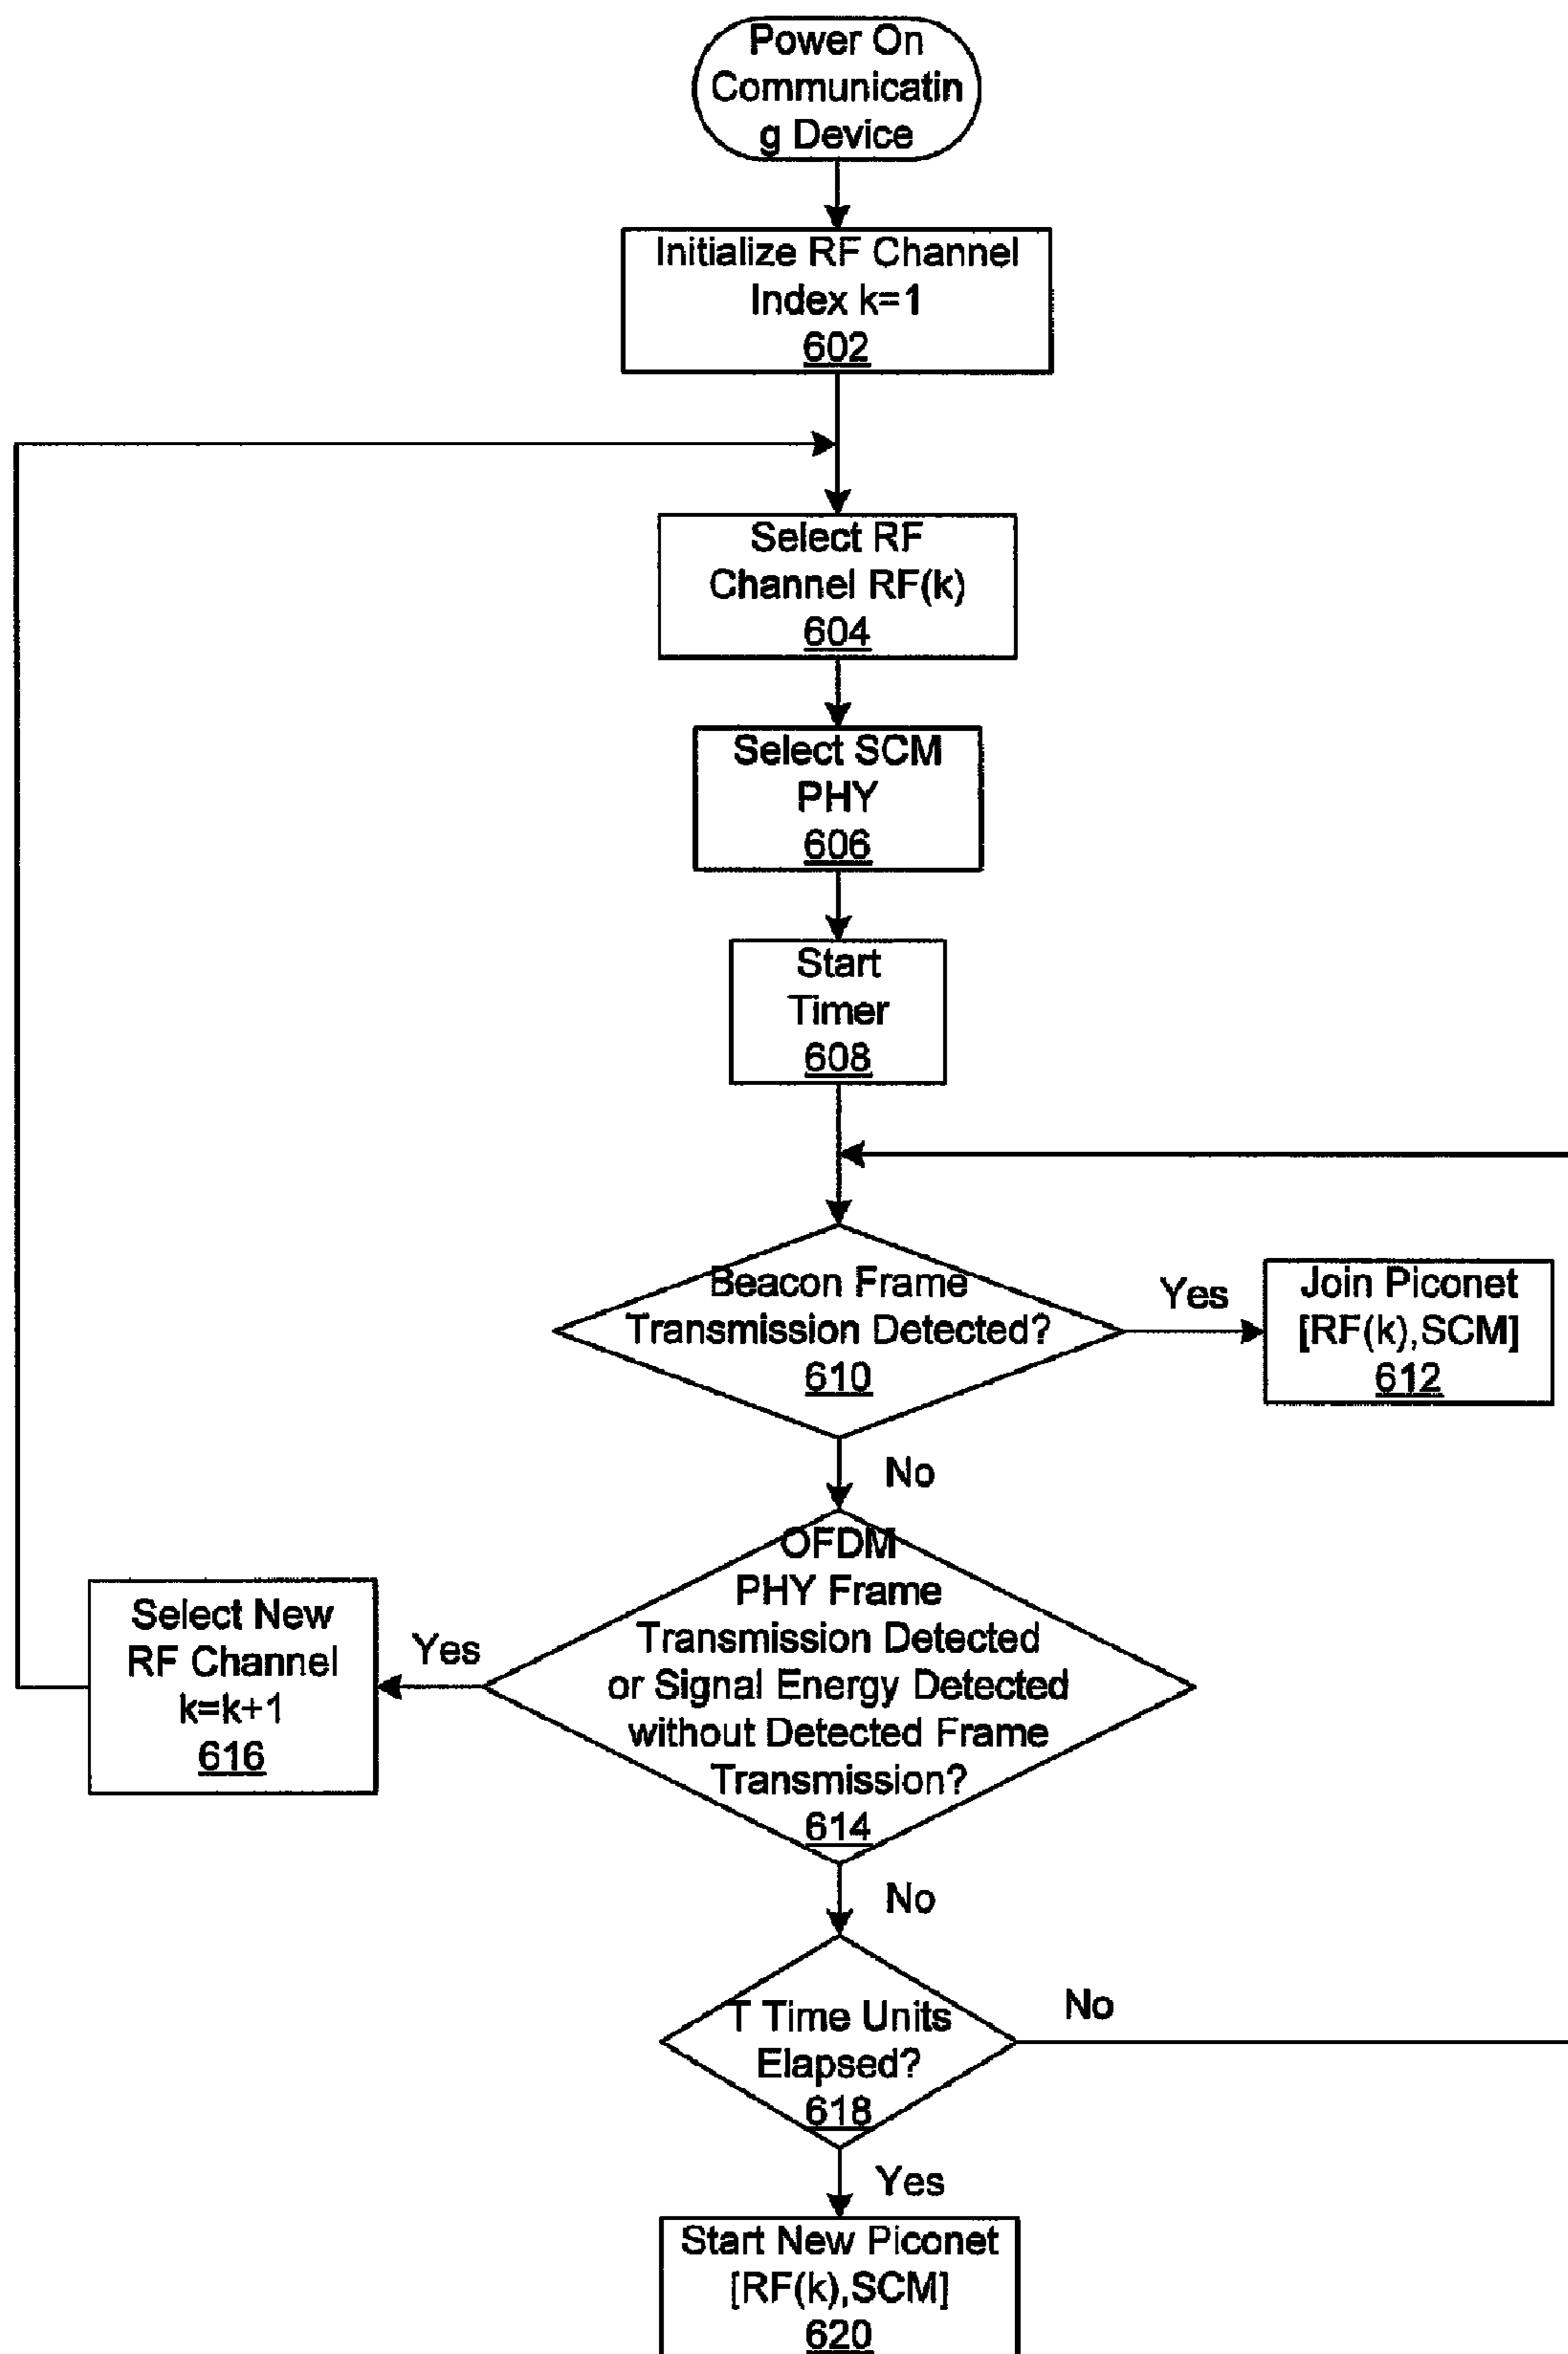 Power On
Communicatin
g Device
Initialize RF Channel
Index k=1
602
Select RF
Channel RF(k)
604
Select SCM
PHY
606
Start
Timer
608
Beacon Frame
Transmission Detected?
610
Yes
Join Piconet
[RF(k),SCM]
612
No
OFDM
PHY Frame
Transmission Detected
or Signal Energy Detected
without Detected Frame
Transmission?
614
Yes
Select New
RF Channel
k=k+1
616
No
T Time Units
Elapsed?
618
No
Yes
Start New Piconet
[RF(k),SCM]
620